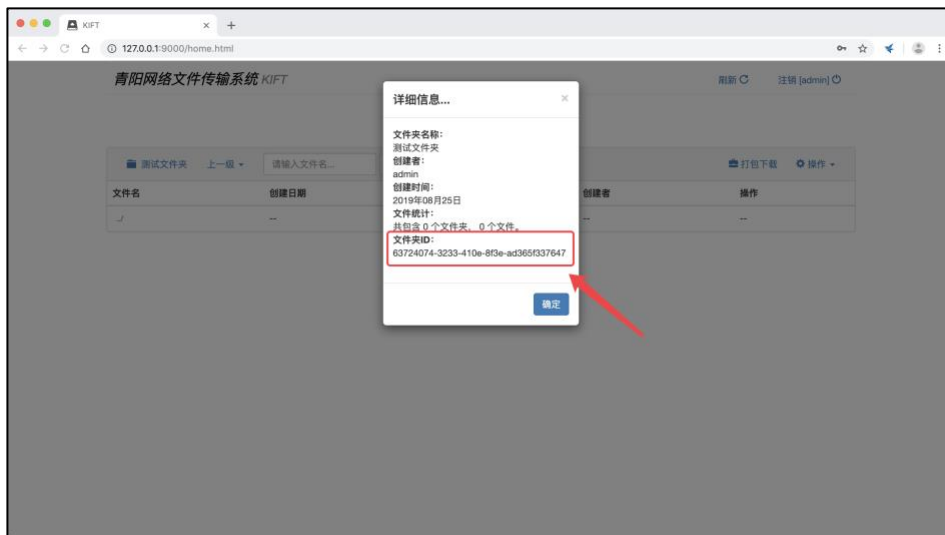 KIFT
127.0.0.1:9000/home.html
青阳网络文件传输系统 KIFT
刷新
注销 [admin]
详细信息...
×
文件夹名称：
测试文件夹
创建者：
admin
创建时间：
2019年08月25日
文件统计：
共包含 0 个文件夹、 0 个文件。
文件夹ID：
63724074-3233-410e-8f3e-ad365f337647
确定
测试文件夹
上一级
请输入文件名...
打包下载
操作
文件名
创建日期
创建者
操作
../
--
--
--